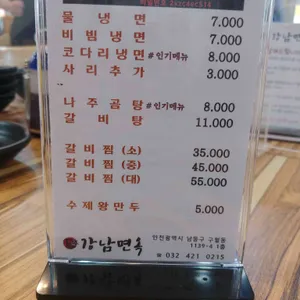 물냉면 7.000
비빔냉면 7.000
코다리냉면 #인기메뉴 8.000
사리추가 3.000
나주곰탕 #인기메뉴 8.000
갈비탕 11.000
갈비찜 (소) 35.000
갈비찜 (중) 45.000
갈비찜 (대) 55.000
수제왕만두 5.000
강남면옥
인천광역시 남동구 구월동
1139-4 1층
☎ 032 421 0215